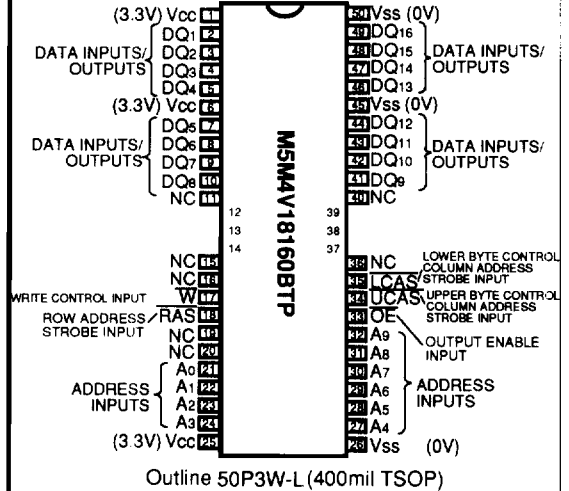 (3.3V) Vcc 1
DQ1 2
DQ2 3
DQ3 4
DQ4 5
DATA INPUTS/
OUTPUTS
(3.3V) Vcc 6
DQ5 7
DQ6 8
DQ7 9
DQ8 10
DATA INPUTS/
OUTPUTS
NC 11
12
13
14
NC 15
NC 16
WRITE CONTROL INPUT W 17
ROW ADDRESS
STROBE INPUT
RAS 18
NC 19
NC 20
A0 21
A1 22
A2 23
A3 24
ADDRESS
INPUTS
(3.3V) Vcc 25
M5M4V18160BTP
50 Vss (0V)
49 DQ16
48 DQ15
47 DQ14
46 DQ13
DATA INPUTS/
OUTPUTS
45 Vss (0V)
44 DQ12
43 DQ11
42 DQ10
41 DQ9
DATA INPUTS/
OUTPUTS
40 NC
39
38
37
36 NC
35 LCAS
LOWER BYTE CONTROL
COLUMN ADDRESS
STROBE INPUT
34 UCAS
UPPER BYTE CONTROL
COLUMN ADDRESS
STROBE INPUT
33 OE
OUTPUT ENABLE
INPUT
32 A9
31 A8
30 A7
29 A6
28 A5
27 A4
ADDRESS
INPUTS
26 Vss (0V)
Outline 50P3W-L (400mil TSOP)